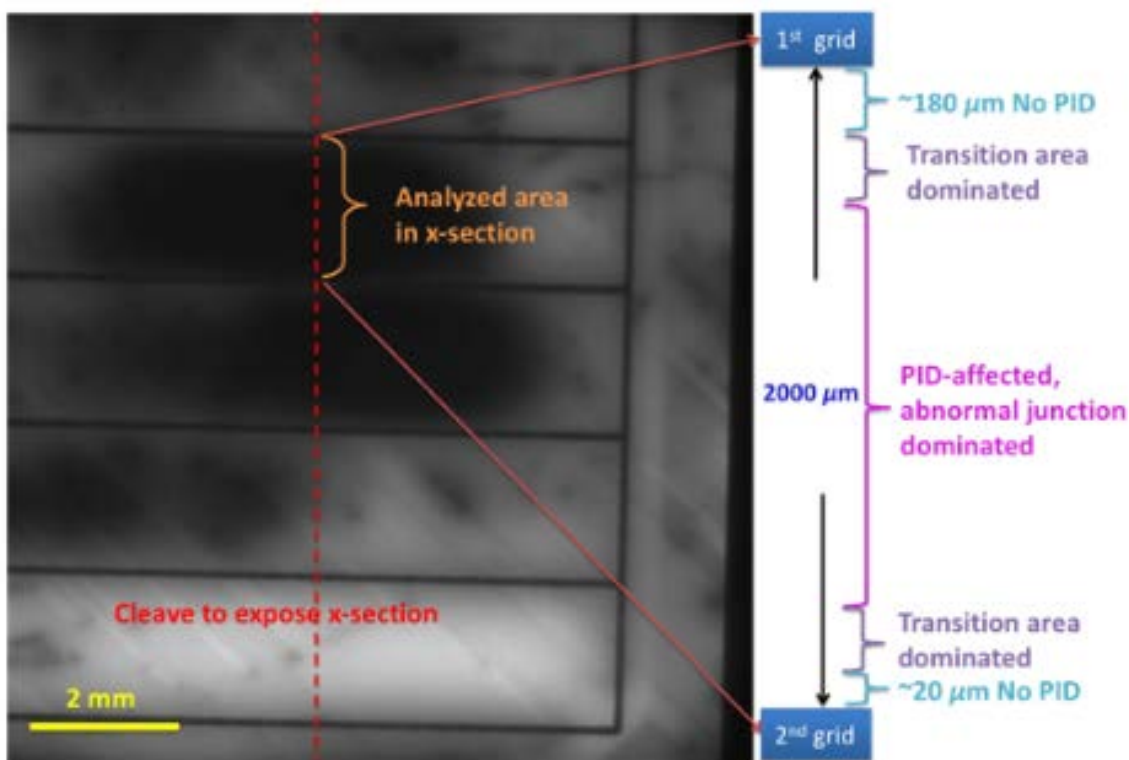 1st grid
~180 μm No PID
Transition area
dominated
Analyzed area
in x-section
2000 μm
PID-affected,
abnormal junction
dominated
Cleave to expose x-section
Transition area
dominated
2 mm
~20 μm No PID
2nd grid